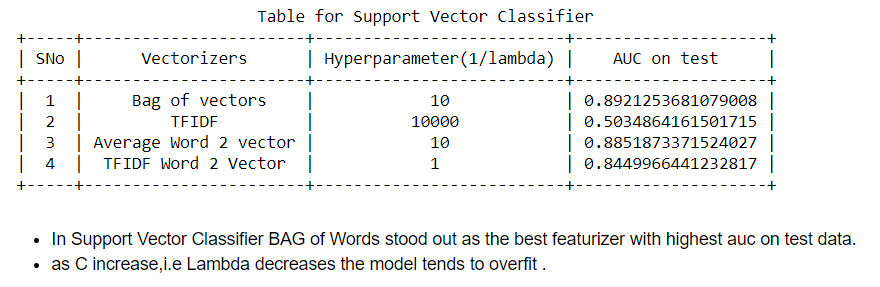 Table for Support Vector Classifier
+-----+-----------------------+-------------------------+--------------------+
| SNo |      Vectorizers      | Hyperparameter(1/lambda) |    AUC on test     |
+-----+-----------------------+-------------------------+--------------------+
|  1  |     Bag of vectors    |            10           | 0.8921253681079008 |
|  2  |         TFIDF         |          10000          | 0.5034864161501715 |
|  3  | Average Word 2 vector |            10           | 0.8851873371524027 |
|  4  |  TFIDF Word 2 Vector  |            1            | 0.8449966441232817 |
+-----+-----------------------+-------------------------+--------------------+
• In Support Vector Classifier BAG of Words stood out as the best featurizer with highest auc on test data.
• as C increase,i.e Lambda decreases the model tends to overfit .